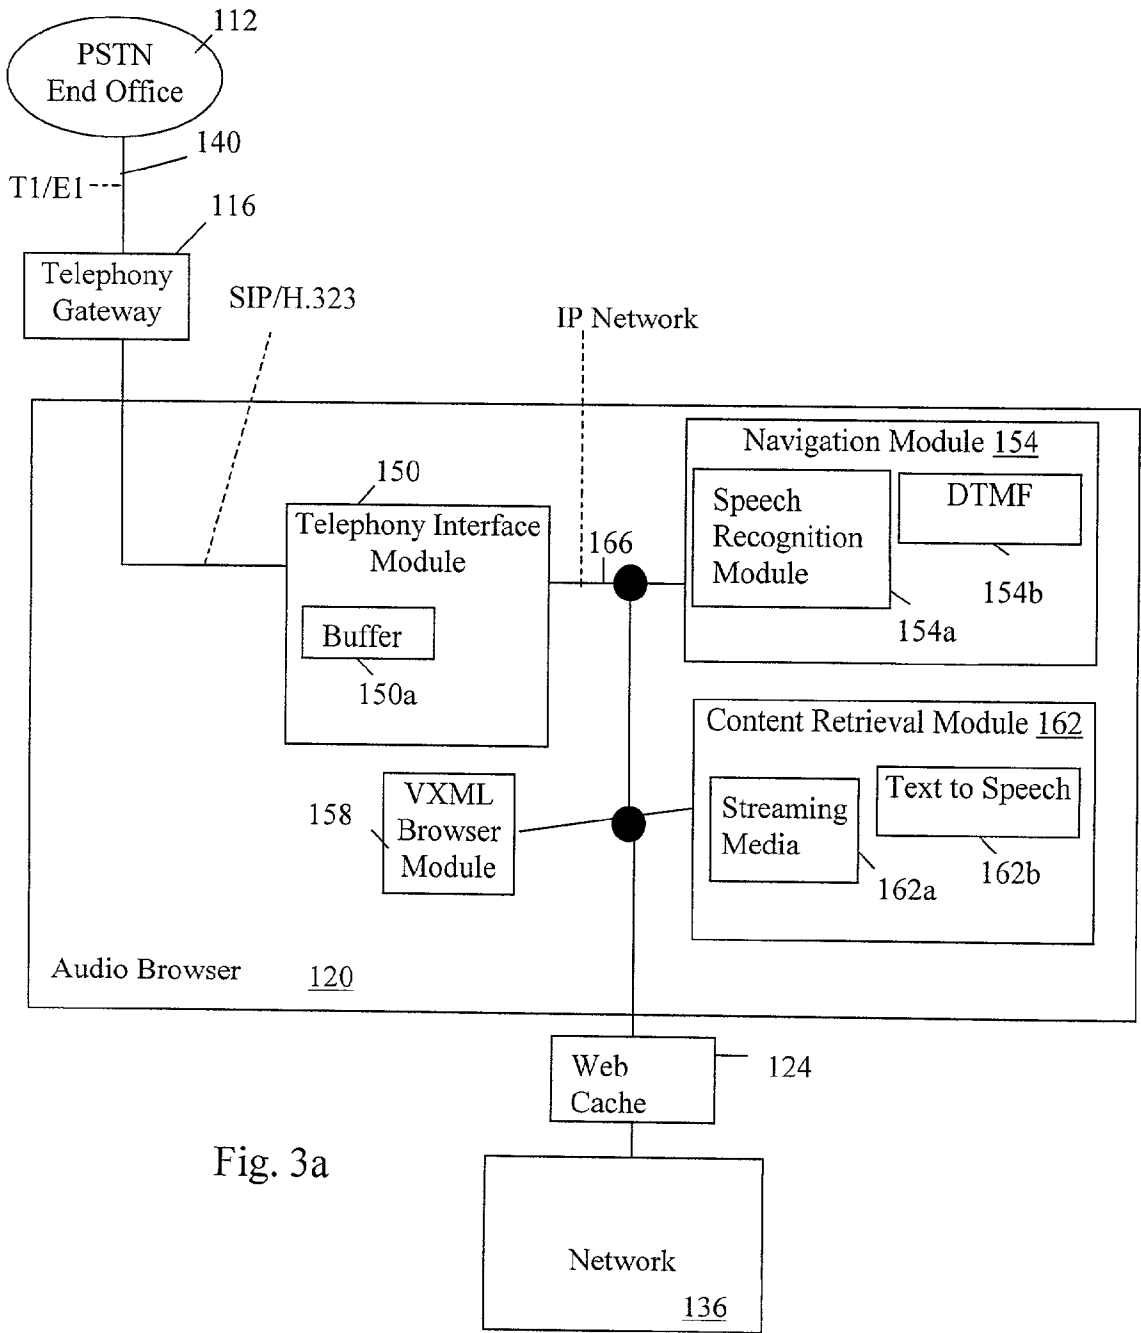 112
PSTN
End Office
140
T1/E1
116
Telephony
Gateway
SIP/H.323
IP Network
Navigation Module 154
Speech
Recognition
Module
DTMF
154b
154a
150
Telephony Interface
Module
166
Buffer
150a
Content Retrieval Module 162
Streaming
Media
Text to Speech
162b
162a
158
VXML
Browser
Module
Audio Browser 120
Web
Cache
124
Fig. 3a
Network
136